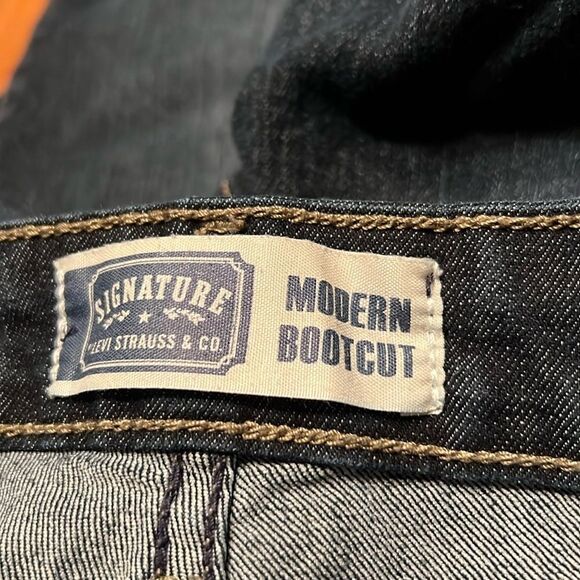 SIGNATURE
LEVI STRAUSS & CO.
MODERN
BOOTCUT